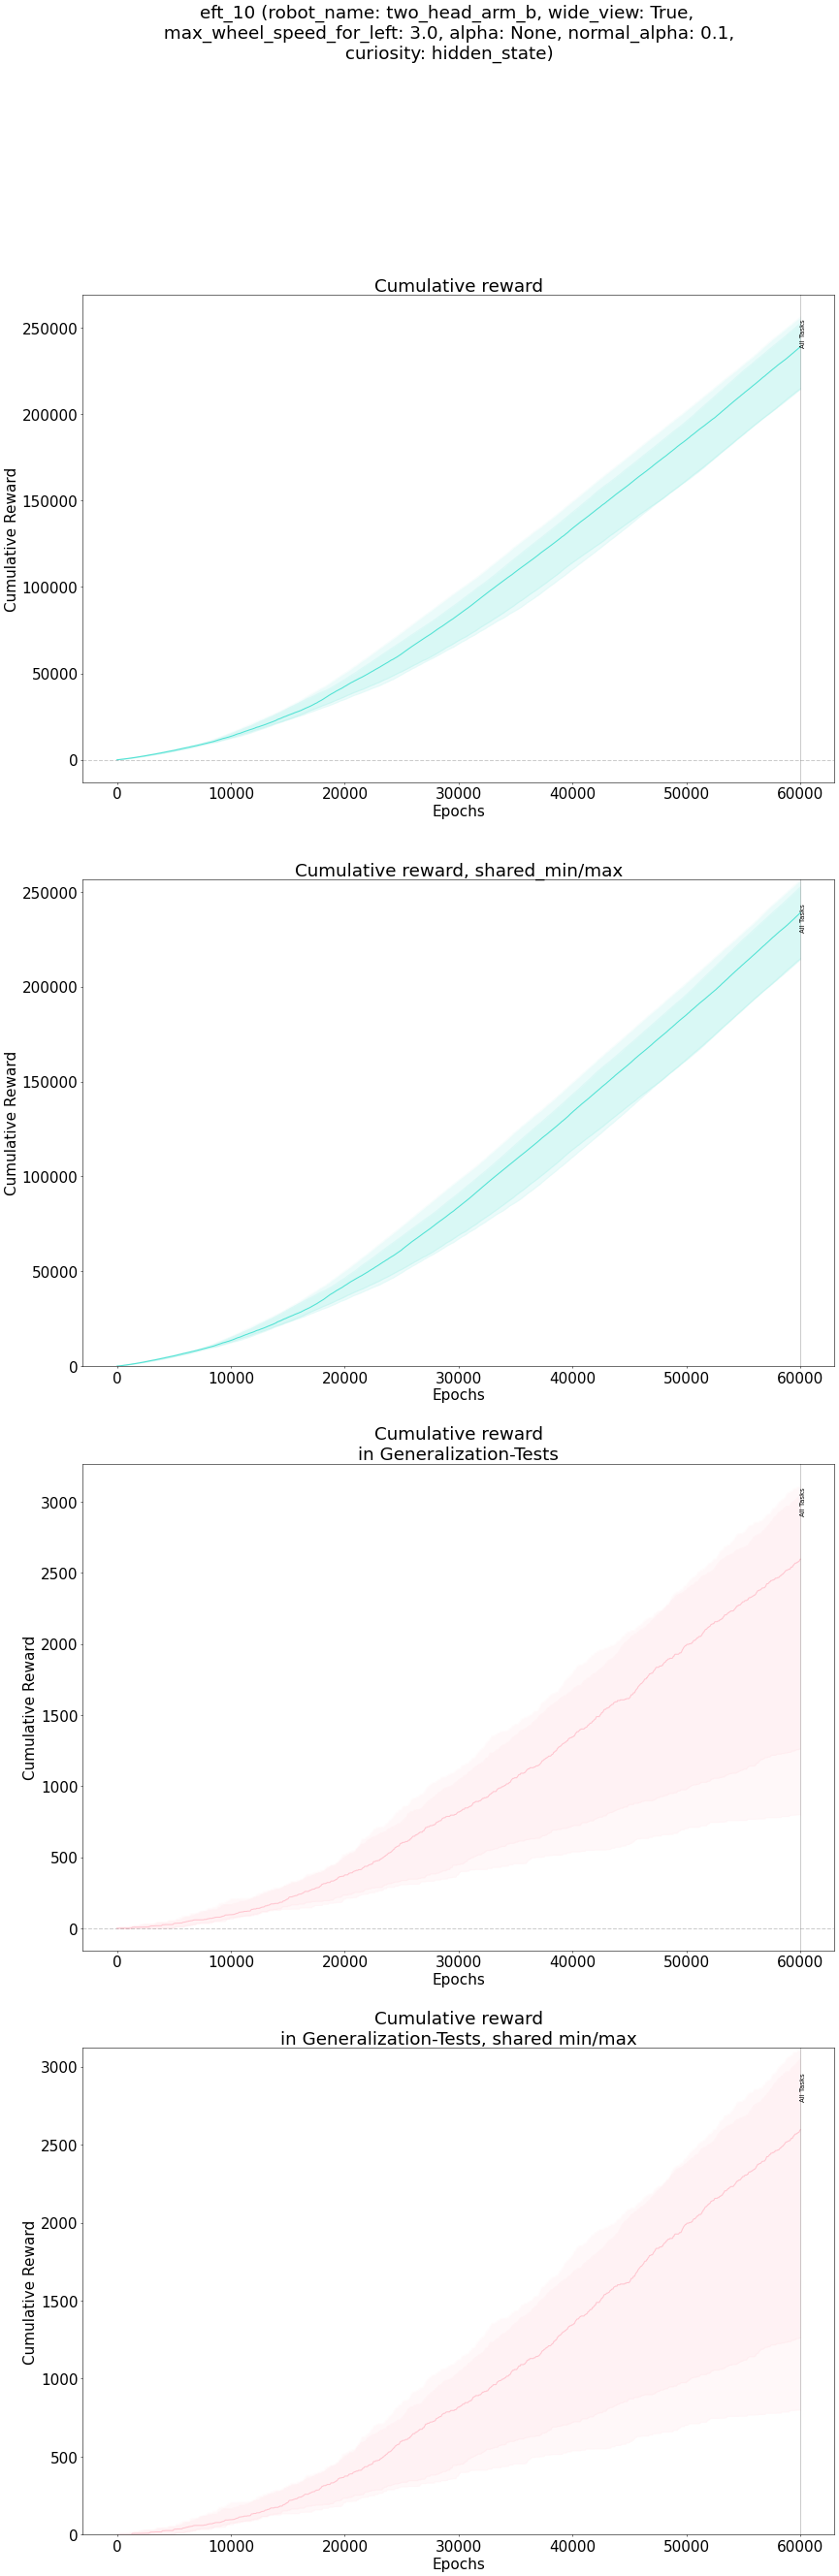 eft_10 (robot_name: two_head_arm_b, wide_view: True,
max_wheel_speed_for_left: 3.0, alpha: None, normal_alpha: 0.1,
curiosity: hidden_state)
Cumulative reward
250000
200000
150000
100000
50000
0
Cumulative Reward
All Tasks
0 10000 20000 30000 40000 50000 60000
Epochs
Cumulative reward, shared_min/max
250000
200000
150000
100000
50000
0
Cumulative Reward
All Tasks
0 10000 20000 30000 40000 50000 60000
Epochs
Cumulative reward
in Generalization-Tests
3000
2500
2000
1500
1000
500
0
Cumulative Reward
All Tasks
0 10000 20000 30000 40000 50000 60000
Epochs
Cumulative reward
in Generalization-Tests, shared min/max
3000
2500
2000
1500
1000
500
0
Cumulative Reward
All Tasks
0 10000 20000 30000 40000 50000 60000
Epochs